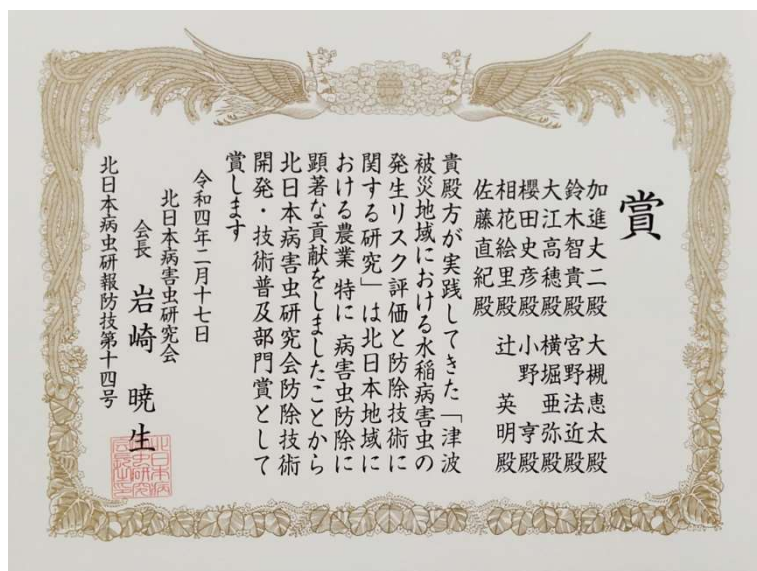 賞
加進丈二殿 大槻恵太殿
鈴木智貴殿 宮野法近殿
大江高穂殿 横堀亜弥殿
櫻田史彦殿 小野 亨殿
相花絵里殿 辻 英明殿
佐藤直紀殿
貴殿方が実践してきた「津波
被災地域における水稲病害虫の
発生リスク評価と防除技術に
関する研究」は北日本地域に
おける農業 特に 病害虫防除に
顕著な貢献をしましたことから
北日本病害虫研究会防除技術
開発・技術普及部門賞として
賞します
令和四年二月十七日
北日本病害虫研究会
会長 岩崎 暁生
北日本病虫研報防技第十四号